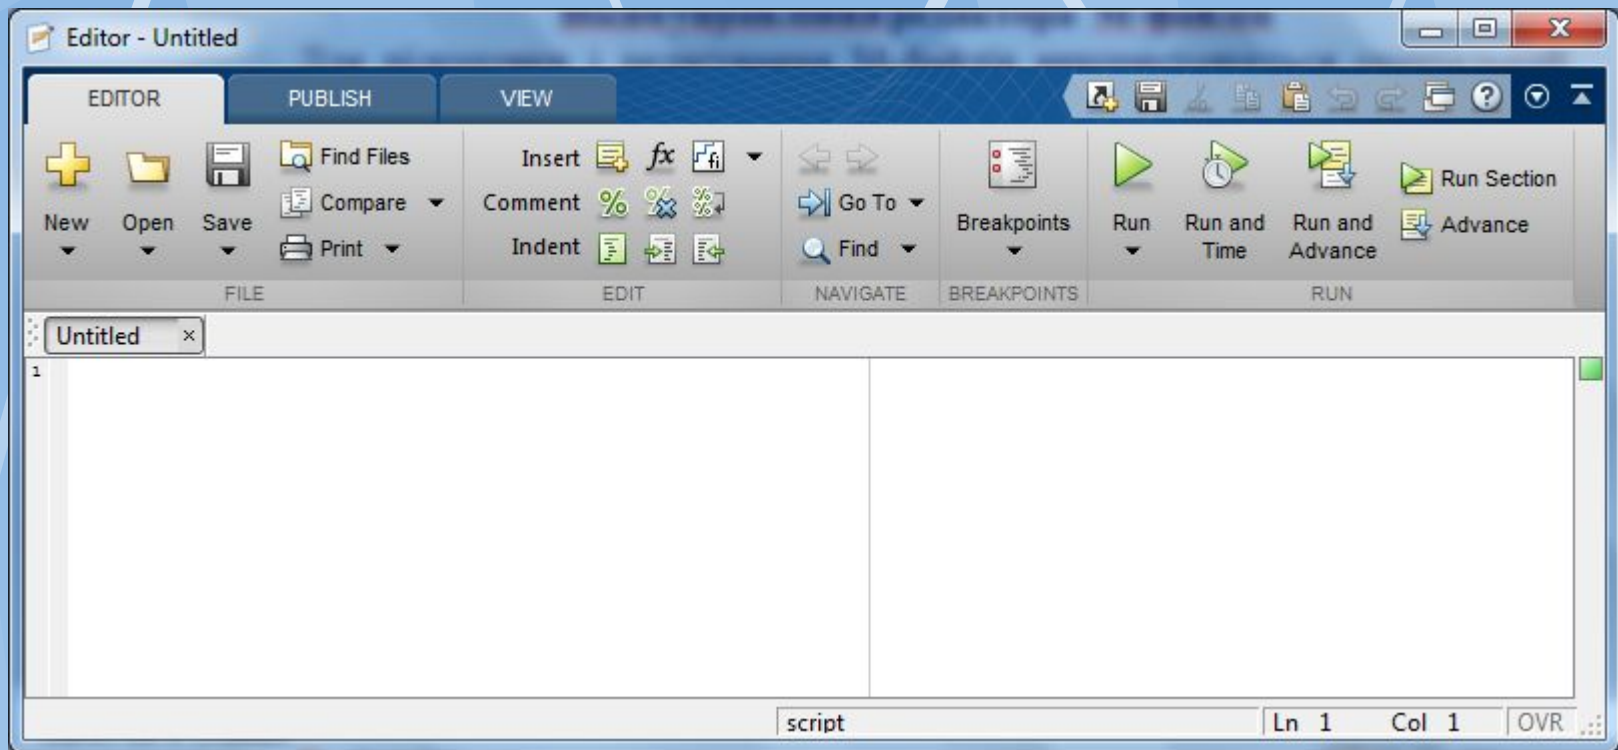 Editor - Untitled
EDITOR PUBLISH VIEW
New Open Save
Find Files
Compare
Print
FILE
Insert fx fi
Comment % % %
Indent
EDIT
Go To
Find
NAVIGATE
Breakpoints
BREAKPOINTS
Run
Run and Time
Run and Advance
Run Section
Advance
RUN
Untitled ×
1
script Ln 1 Col 1 OVR